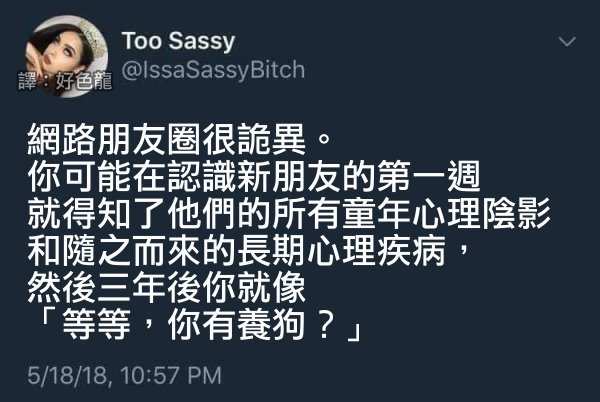 Too Sassy
@IssaSassyBitch
譯：好色龍
網路朋友圈很詭異。
你可能在認識新朋友的第一週
就得知了他們的所有童年心理陰影
和隨之而來的長期心理疾病，
然後三年後你就像
「等等，你有養狗？」
5/18/18, 10:57 PM